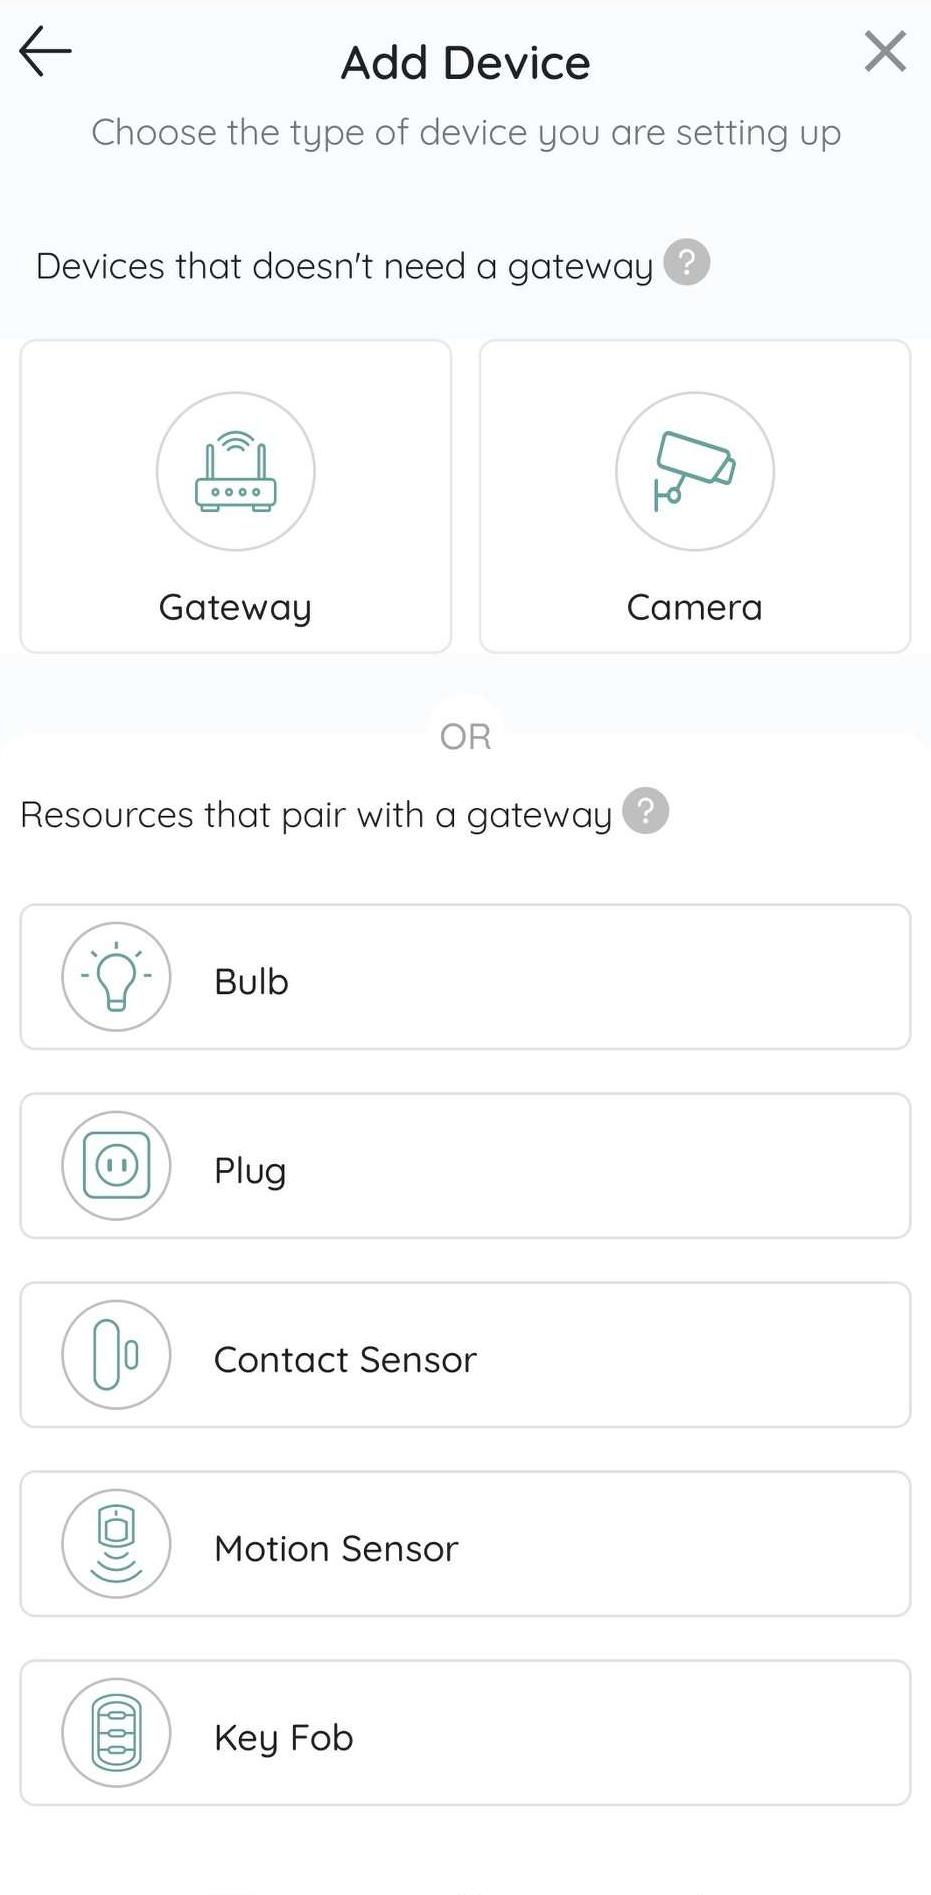 Add Device
Choose the type of device you are setting up
Devices that doesn't need a gateway ?
Gateway
Camera
OR
Resources that pair with a gateway ?
Bulb
Plug
Contact Sensor
Motion Sensor
Key Fob